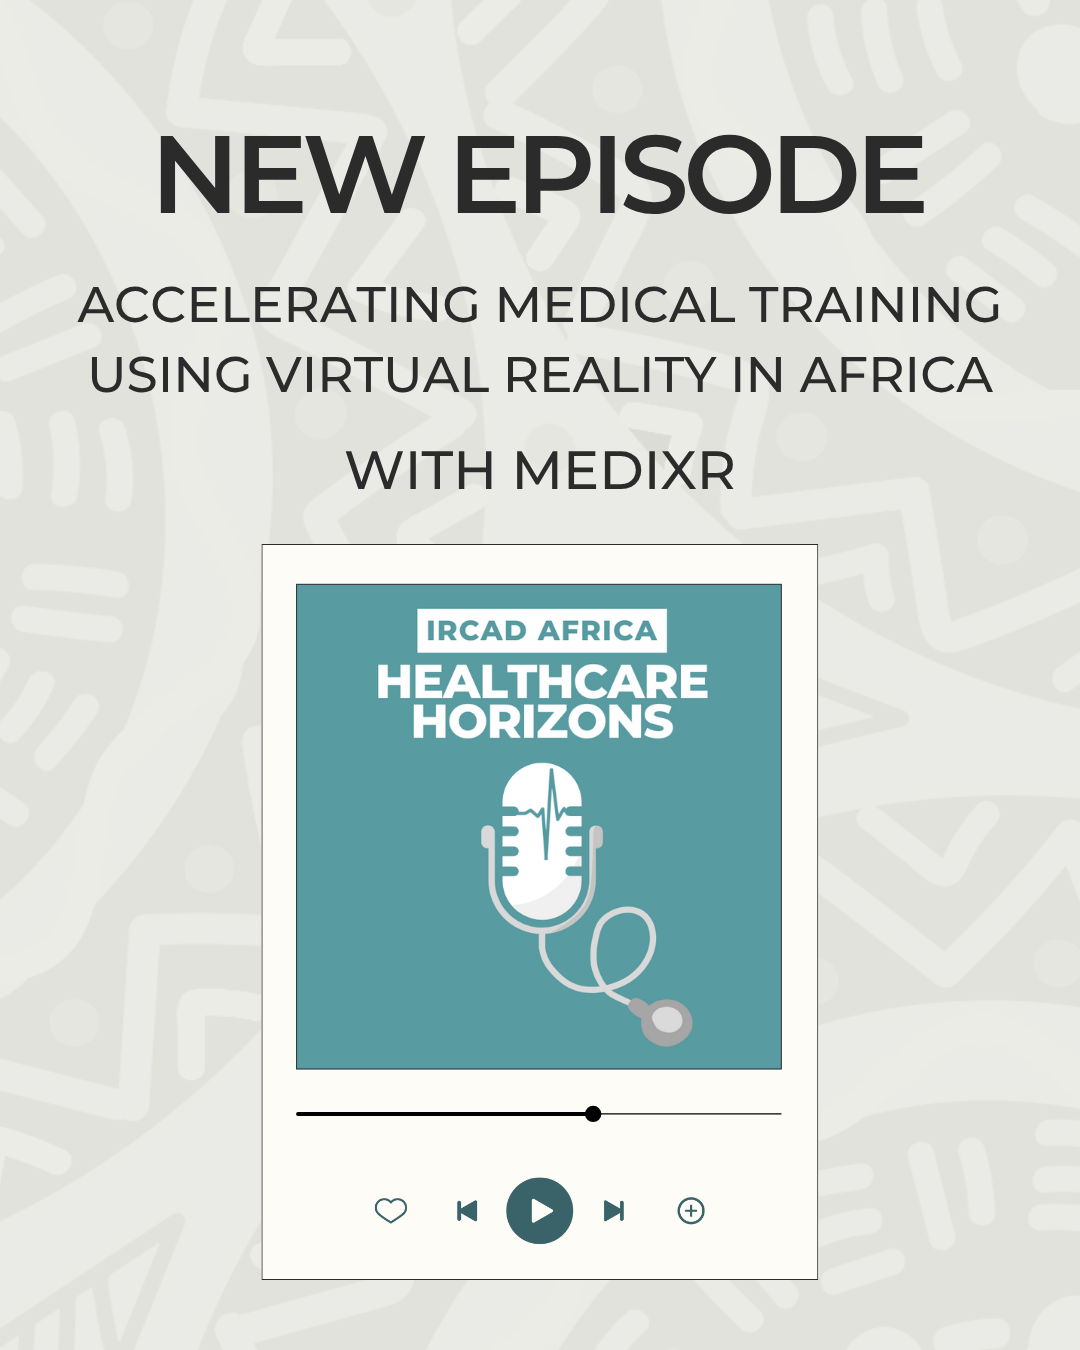 NEW EPISODE
ACCELERATING MEDICAL TRAINING
USING VIRTUAL REALITY IN AFRICA
WITH MEDIXR
IRCAD AFRICA
HEALTHCARE
HORIZONS